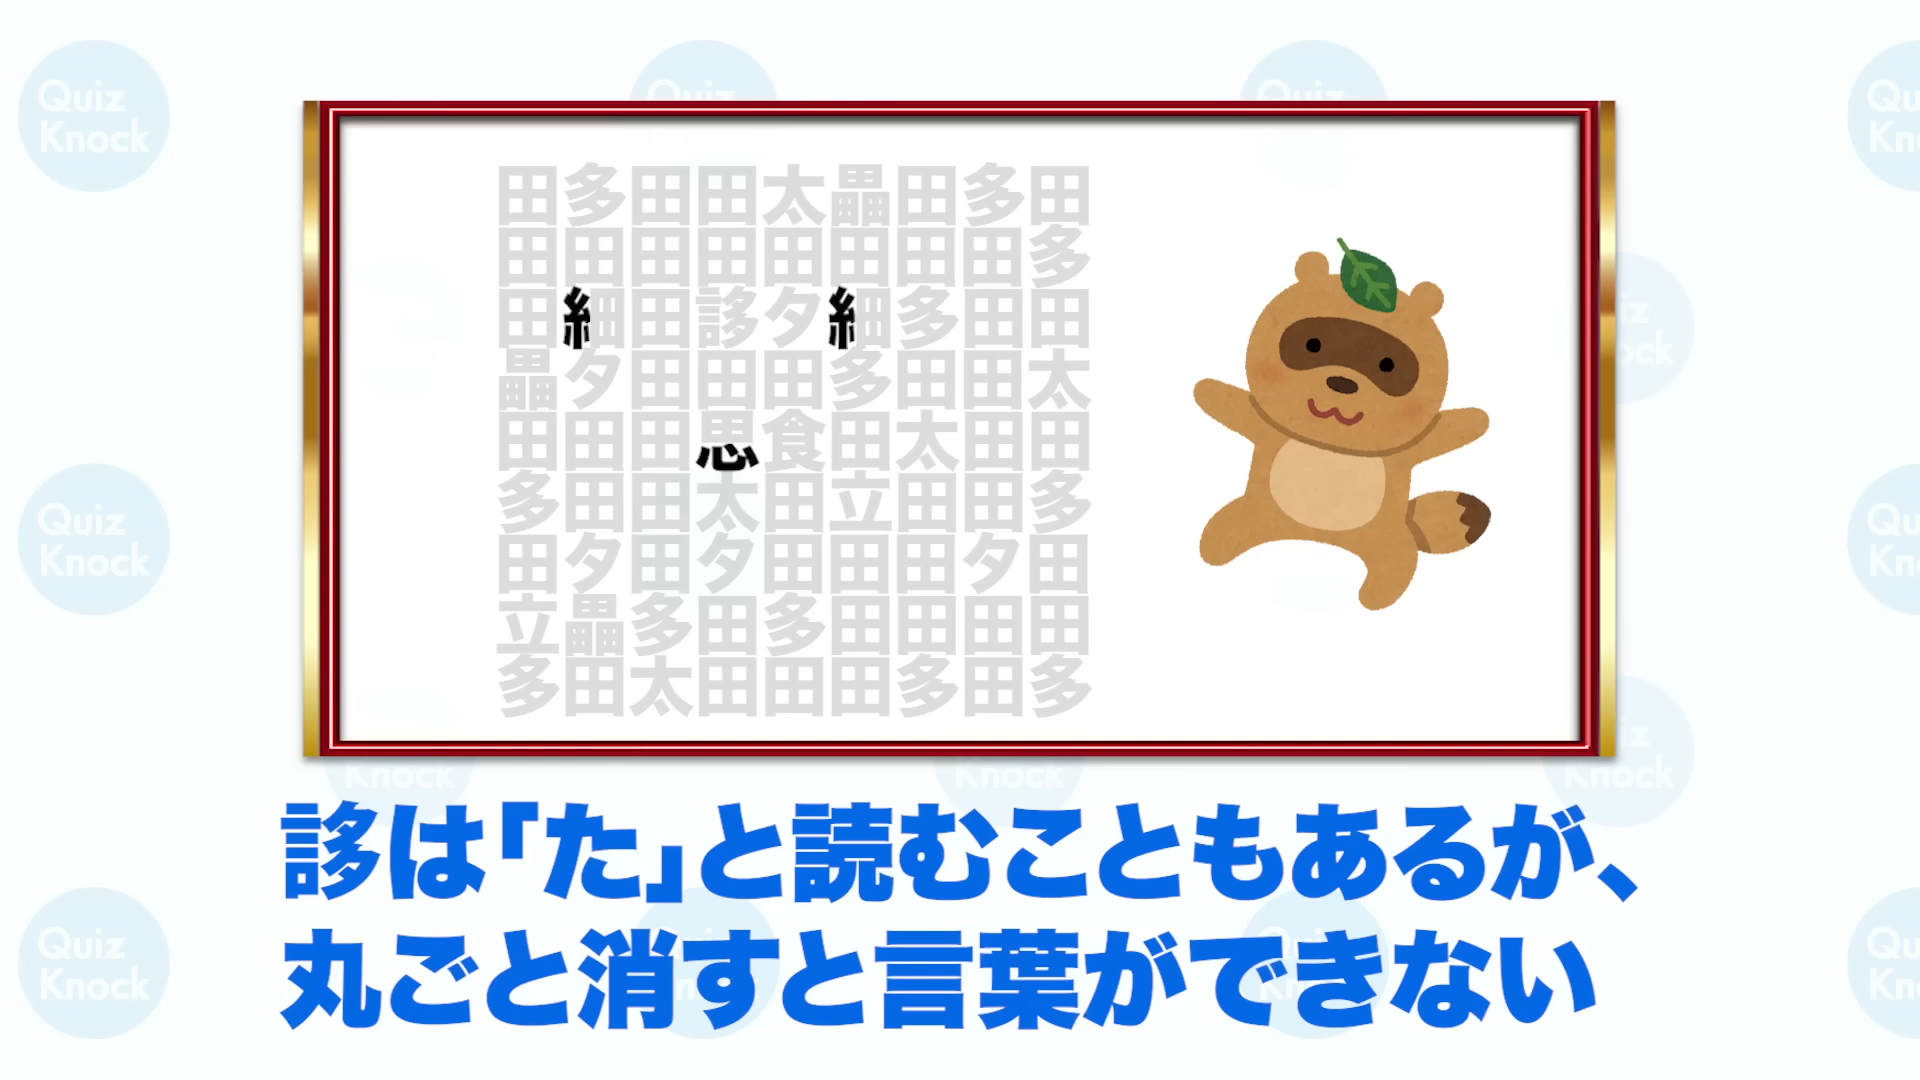 田多田田太畾田多田
田田田田田田田田多
田細田誃夕細多田田
畾夕田田田多田田太
田田田思食田太田田
多田田太田立田田多
田夕田夕田田田夕田
立畾多田多田田田田
多田太田田田多田多
誃は「た」と読むこともあるが、
丸ごと消すと言葉ができない
Quiz
Knock